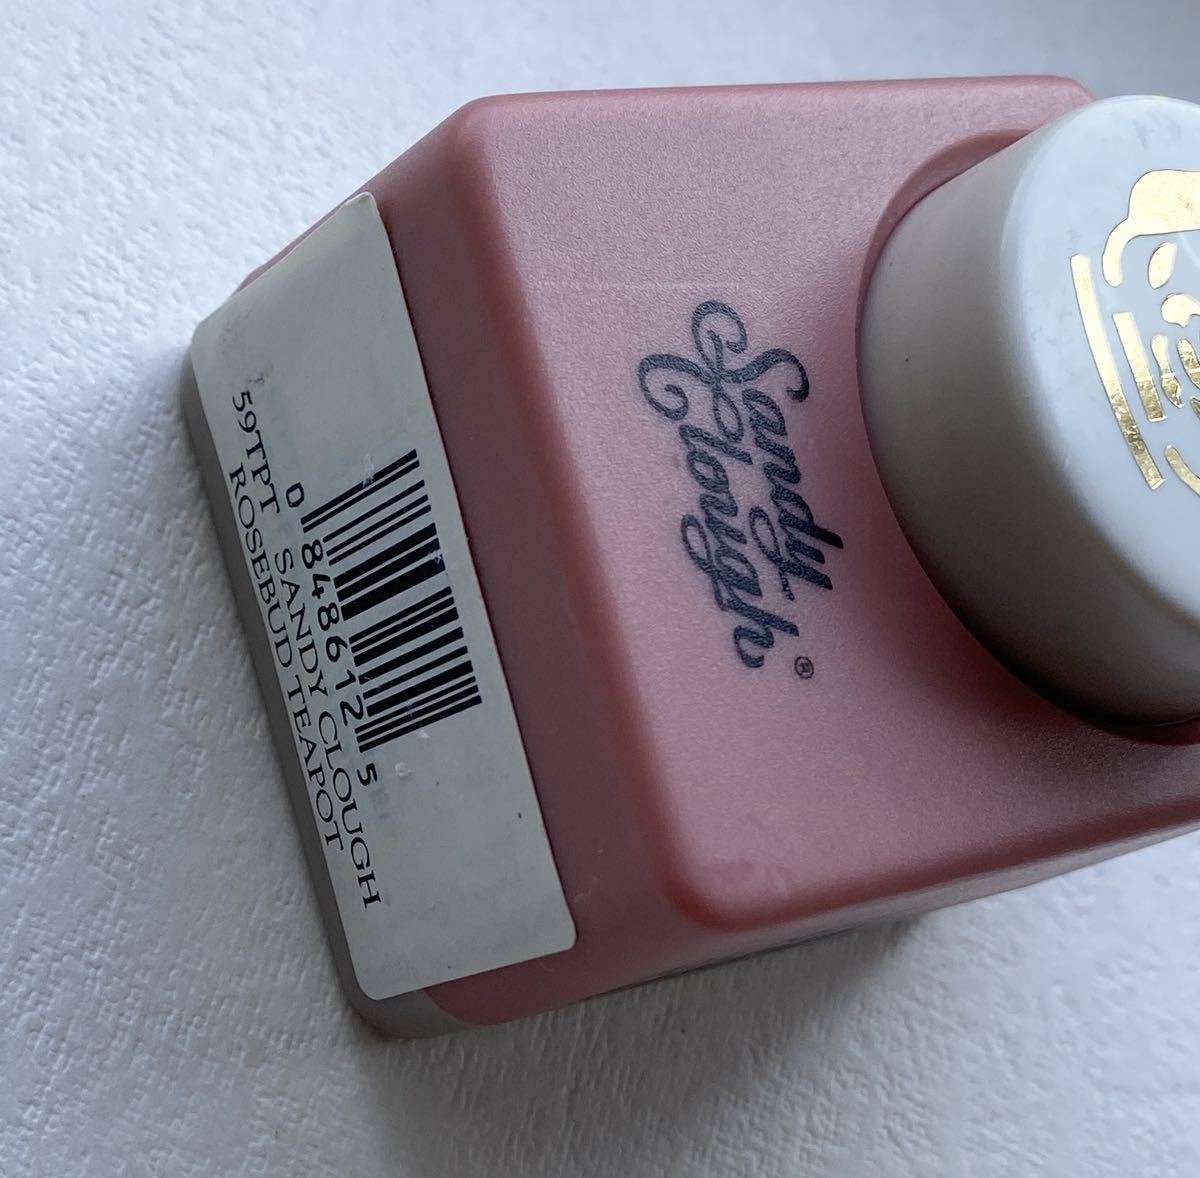 Sandy
Clough®
0 848612 5
59TPT SANDY CLOUGH
ROSEBUD TEAPOT